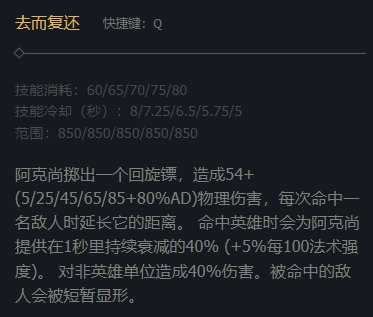 去而复还 快捷键：Q
技能消耗：60/65/70/75/80
技能冷却（秒）：8/7.25/6.5/5.75/5
范围：850/850/850/850/850
阿克尚掷出一个回旋镖，造成54+
(5/25/45/65/85+80%AD)物理伤害，每次命中一
名敌人时延长它的距离。 命中英雄时会为阿克尚
提供在1秒里持续衰减的40% (+5%每100法术强
度)。 对非英雄单位造成40%伤害。被命中的敌
人会被短暂显形。